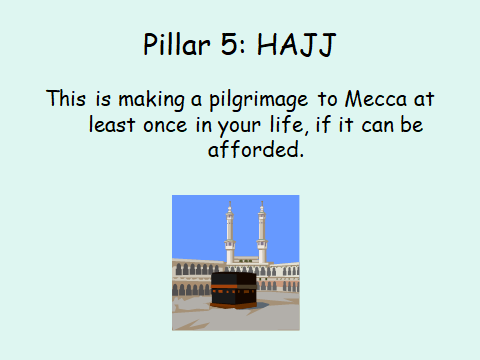 Pillar 5: HAJJ
This is making a pilgrimage to Mecca at
least once in your life, if it can be
afforded.